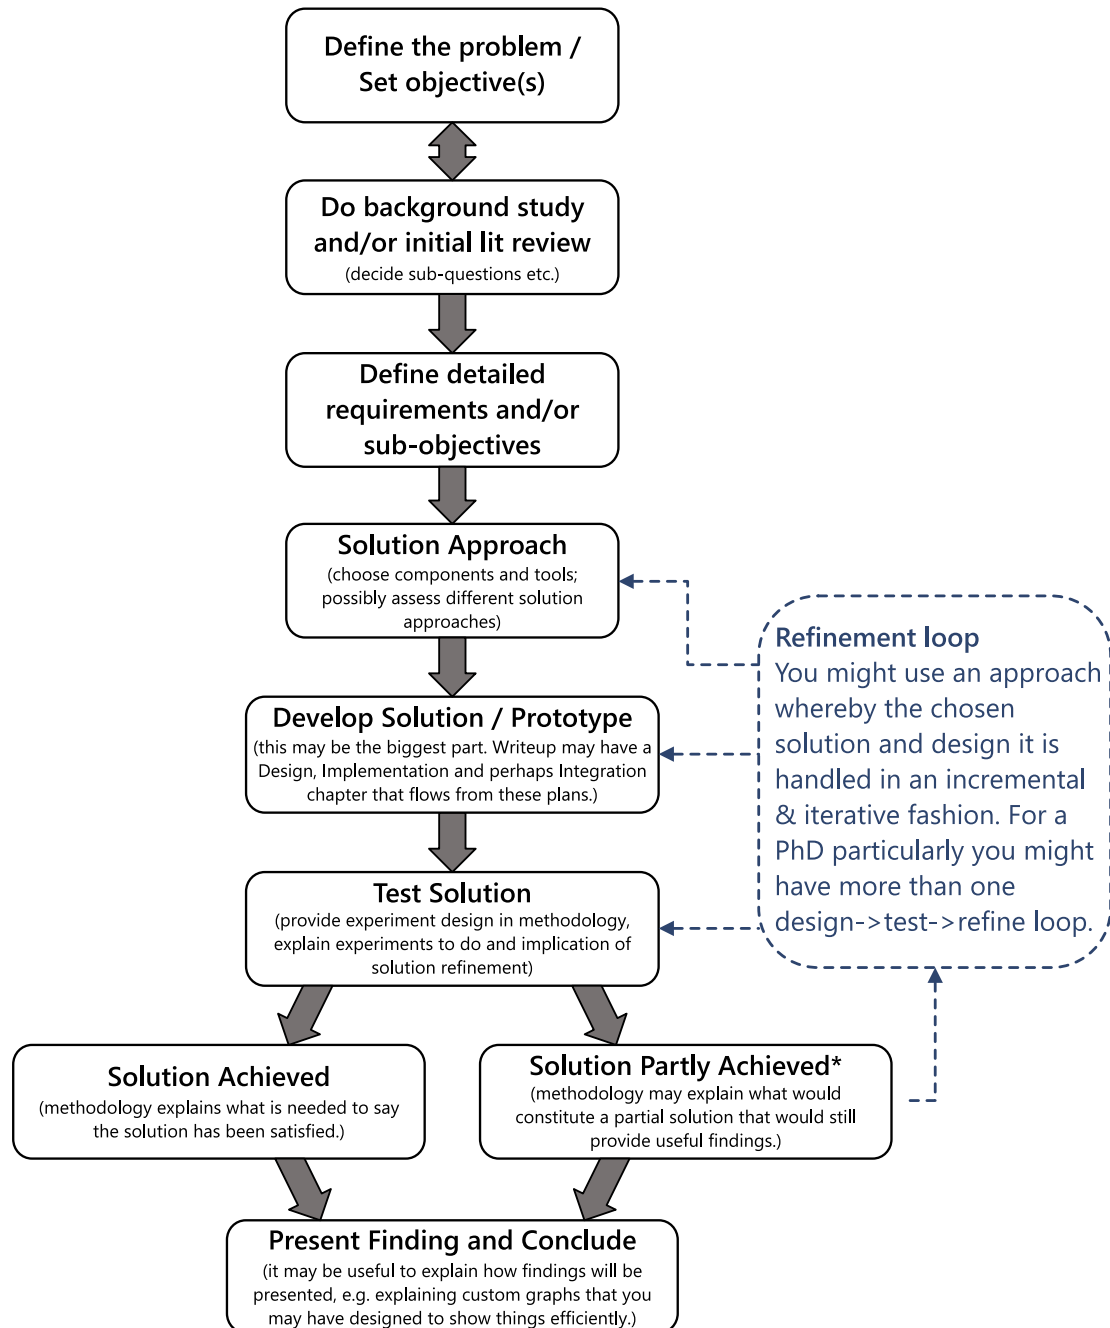 Define the problem /
Set objective(s)
Do background study
and/or initial lit review
(decide sub-questions etc.)
Define detailed
requirements and/or
sub-objectives
Solution Approach
(choose components and tools;
possibly assess different solution
approaches)
Develop Solution / Prototype
(this may be the biggest part. Writeup may have a
Design, Implementation and perhaps Integration
chapter that flows from these plans.)
Test Solution
(provide experiment design in methodology,
explain experiments to do and implication of
solution refinement)
Refinement loop
You might use an approach
whereby the chosen
solution and design it is
handled in an incremental
& iterative fashion. For a
PhD particularly you might
have more than one
design->test->refine loop.
Solution Achieved
(methodology explains what is needed to say
the solution has been satisfied.)
Solution Partly Achieved*
(methodology may explain what would
constitute a partial solution that would still
provide useful findings.)
Present Finding and Conclude
(it may be useful to explain how findings will be
presented, e.g. explaining custom graphs that you
may have designed to show things efficiently.)